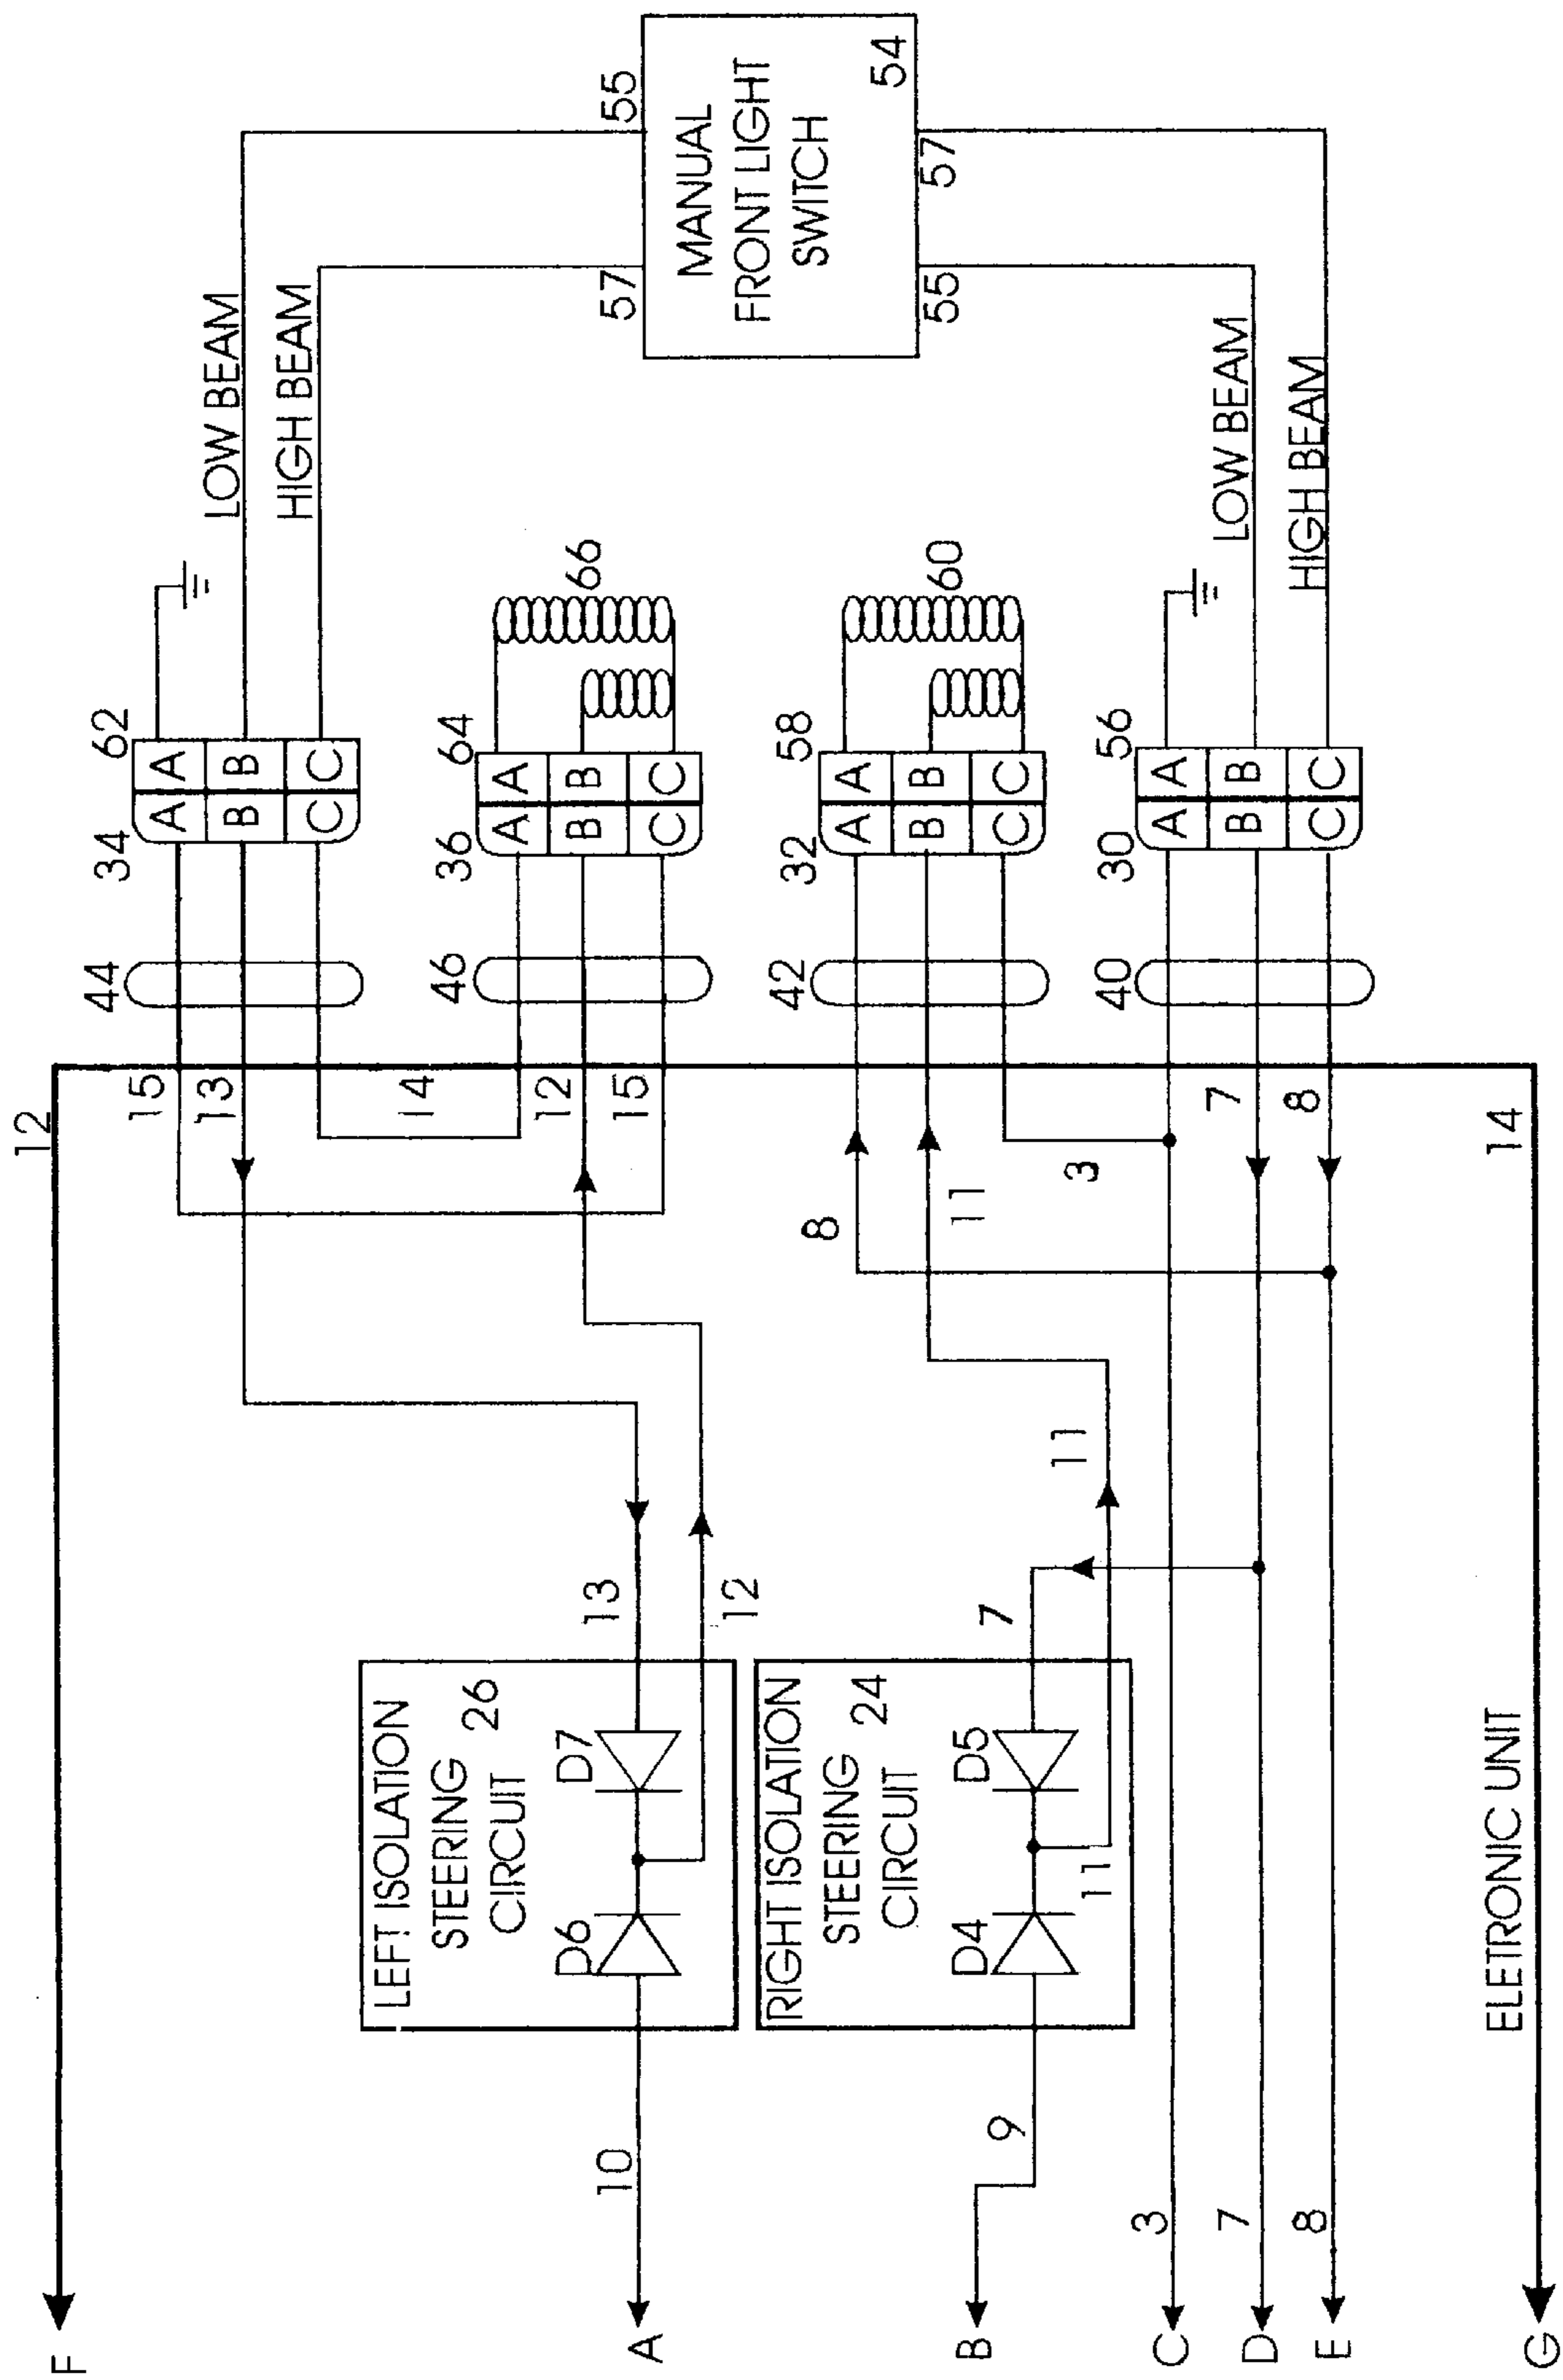 F
12
15
44
34
62
A A
13
B B
LOW BEAM
C C
HIGH BEAM
14
LEFT ISOLATION
STEERING
26
CIRCUIT
D6
D7
13
12
10
A
12
46
36
64
A A
B B
C C
66
15
55
57
MANUAL
FRONT LIGHT
SWITCH
54
55
57
RIGHT ISOLATION
STEERING
24
CIRCUIT
D4
D5
7
11
11
9
B
8
42
32
58
A A
B B
C C
60
11
3
3
C
40
30
56
A A
B B
C C
7
D
7
LOW BEAM
8
E
8
HIGH BEAM
ELETRONIC UNIT
14
G